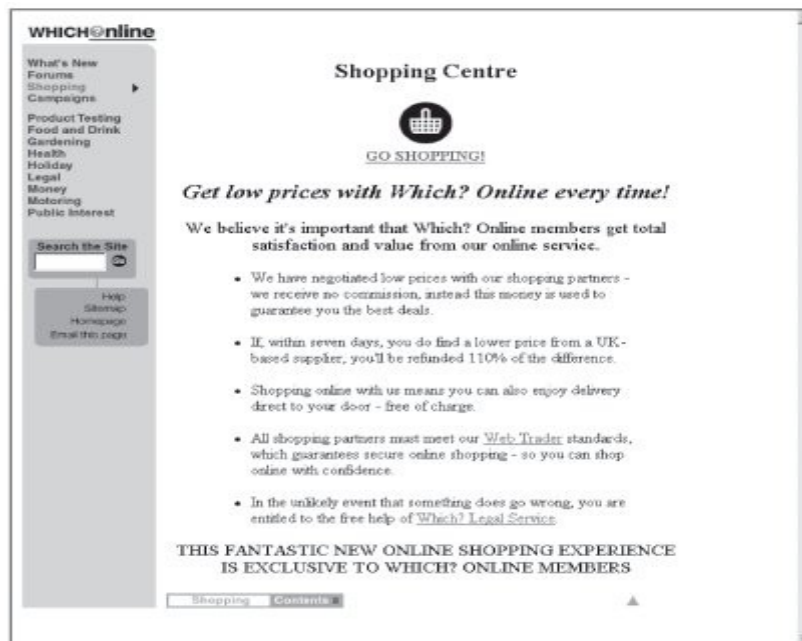 WHICH?Online
What's New
Forums
Shopping
Campaigns
Product Testing
Food and Drink
Gardening
Health
Holiday
Legal
Money
Motoring
Public Interest
Search the Site
Go
Help
Sitemap
Homepage
Email this page
Shopping Centre
GO SHOPPING!
Get low prices with Which? Online every time!
We believe it's important that Which? Online members get total
satisfaction and value from our online service.
• We have negotiated low prices with our shopping partners -
we receive no commission, instead this money is used to
guarantee you the best deals.
• If, within seven days, you do find a lower price from a UK-
based supplier, you'll be refunded 110% of the difference.
• Shopping online with us means you can also enjoy delivery
direct to your door - free of charge.
• All shopping partners must meet our Web Trader standards,
which guarantees secure online shopping - so you can shop
online with confidence.
• In the unlikely event that something does go wrong, you are
entitled to the free help of Which? Legal Service.
THIS FANTASTIC NEW ONLINE SHOPPING EXPERIENCE
IS EXCLUSIVE TO WHICH? ONLINE MEMBERS
Shopping Contents